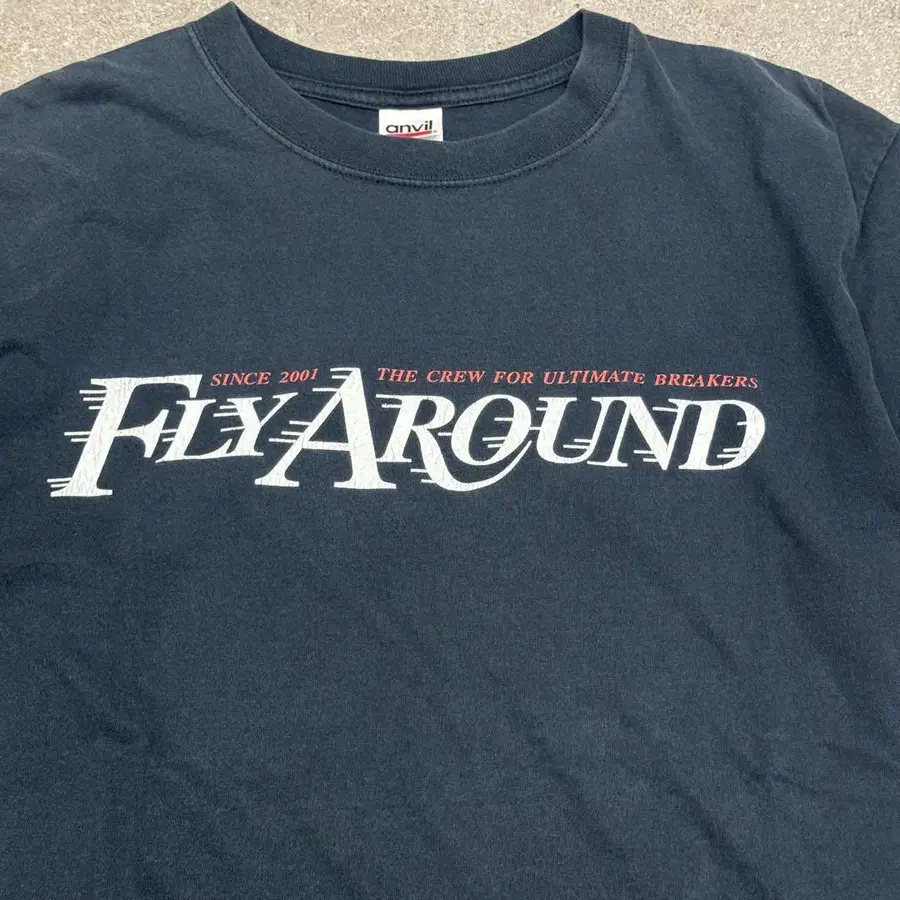 anvil
SINCE 2001 THE CREW FOR ULTIMATE BREAKERS
FLYAROUND